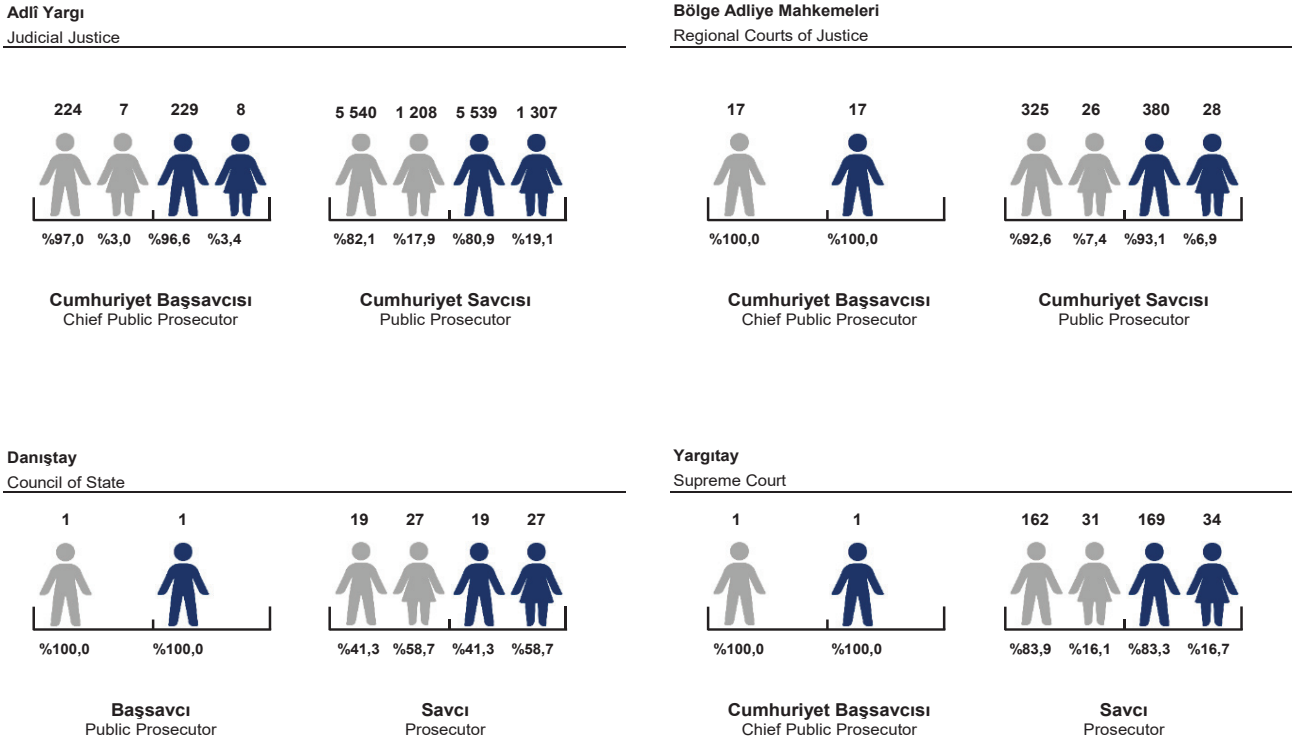 Adlî Yargı
Judicial Justice
224 7 229 8
%97,0 %3,0 %96,6 %3,4
Cumhuriyet Başsavcısı
Chief Public Prosecutor
5 540 1 208 5 539 1 307
%82,1 %17,9 %80,9 %19,1
Cumhuriyet Savcısı
Public Prosecutor
Bölge Adliye Mahkemeleri
Regional Courts of Justice
17 17
%100,0 %100,0
Cumhuriyet Başsavcısı
Chief Public Prosecutor
325 26 380 28
%92,6 %7,4 %93,1 %6,9
Cumhuriyet Savcısı
Public Prosecutor
Danıştay
Council of State
1 1
%100,0 %100,0
Başsavcı
Public Prosecutor
19 27 19 27
%41,3 %58,7 %41,3 %58,7
Savcı
Prosecutor
Yargıtay
Supreme Court
1 1
%100,0 %100,0
Cumhuriyet Başsavcısı
Chief Public Prosecutor
162 31 169 34
%83,9 %16,1 %83,3 %16,7
Savcı
Prosecutor